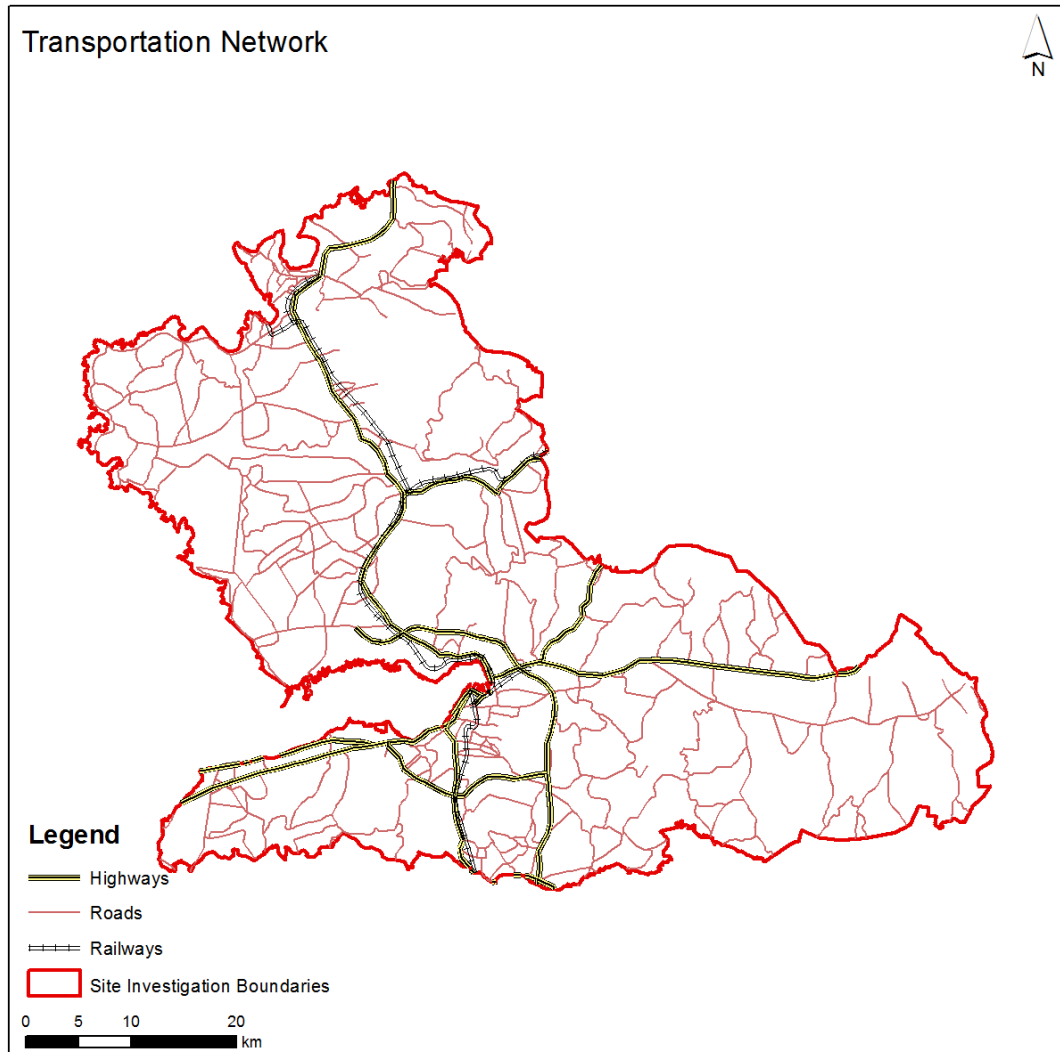 Transportation Network
N
Legend
Highways
Roads
Railways
Site Investigation Boundaries
0 5 10 20
km